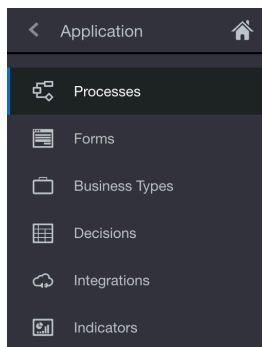 Application
Processes
Forms
Business Types
Decisions
Integrations
Indicators